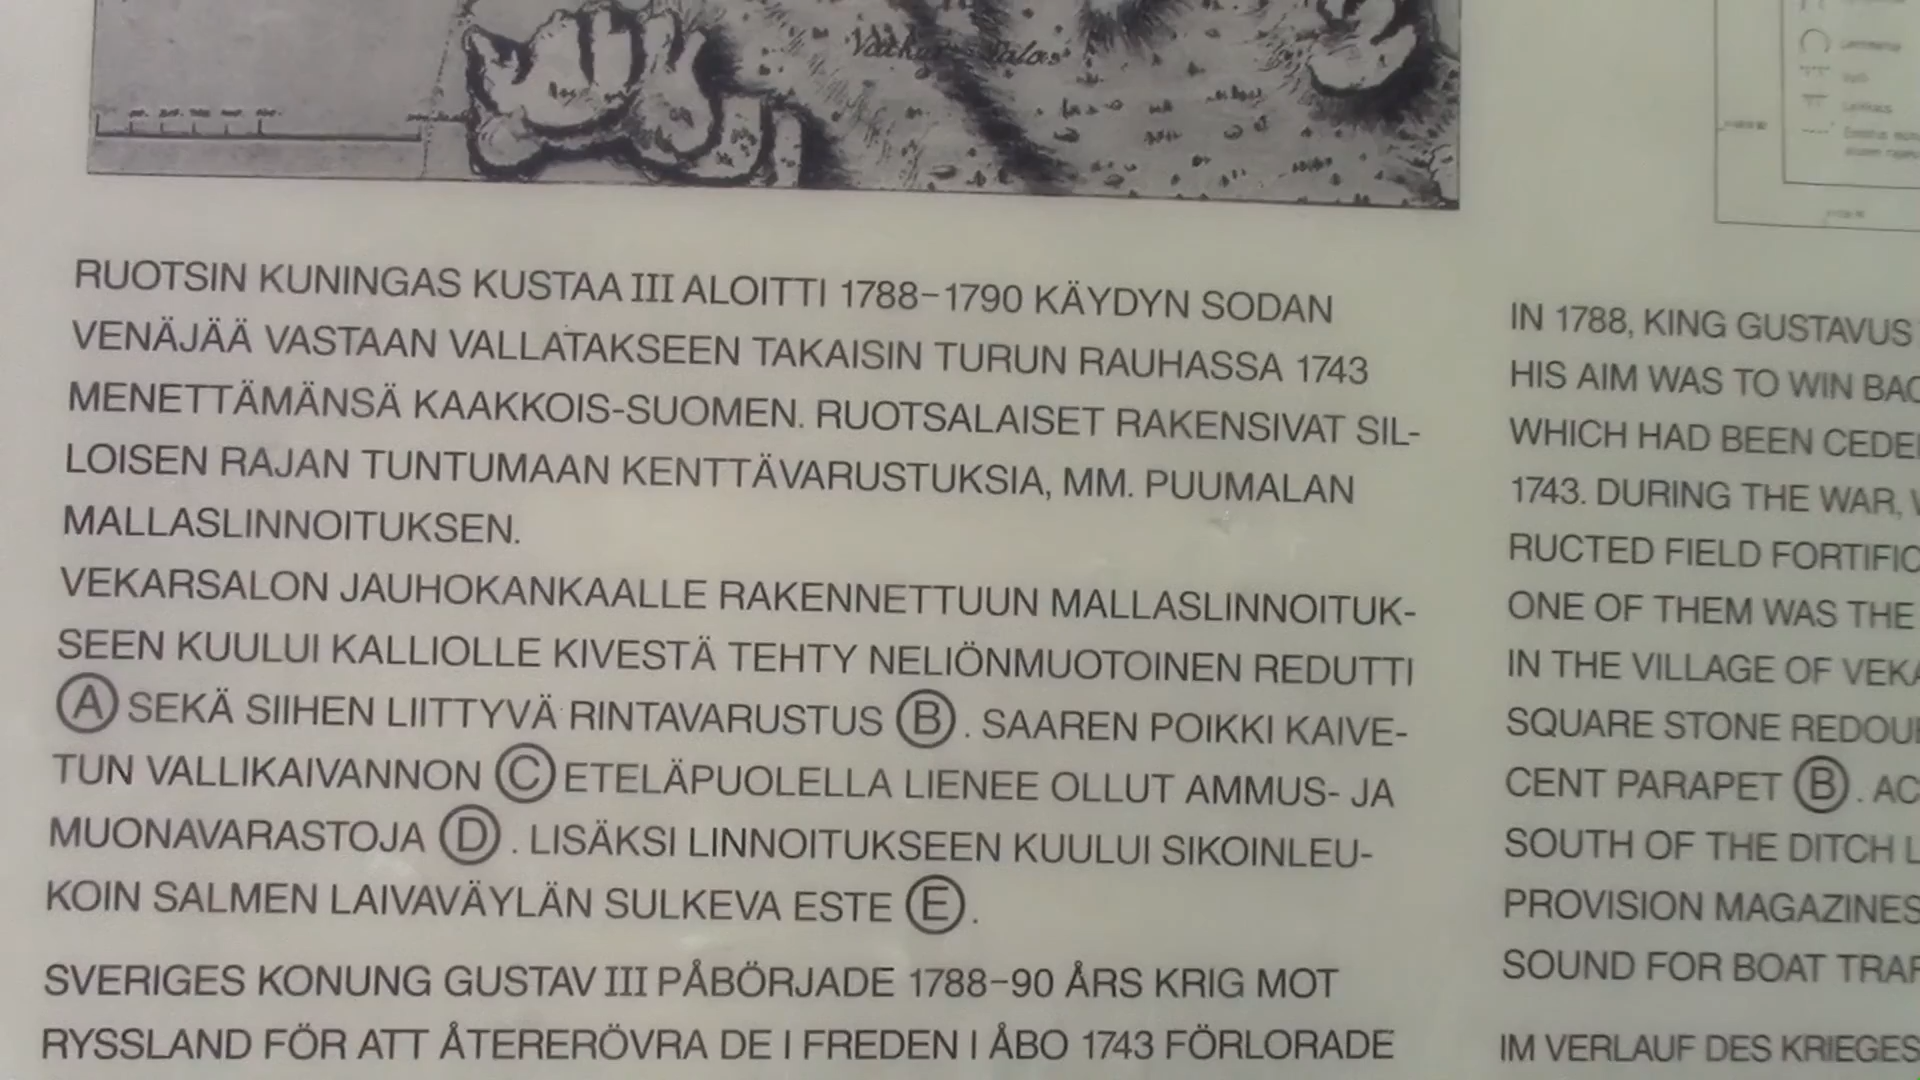 RUOTSIN KUNINGAS KUSTAA III ALOITTI 1788-1790 KÄYDYN SODAN
VENÄJÄÄ VASTAAN VALLATAKSEEN TAKAISIN TURUN RAUHASSA 1743
MENETTÄMÄNSÄ KAAKKOIS-SUOMEN. RUOTSALAISET RAKENSIVAT SIL-
LOISEN RAJAN TUNTUMAAN KENTTÄVARUSTUKSIA, MM. PUUMALAN
MALLASLINNOITUKSEN.
VEKARSALON JAUHOKANKAALLE RAKENNETTUUN MALLASLINNOITUK-
SEEN KUULUI KALLIOLLE KIVESTÄ TEHTY NELIÖNMUOTOINEN REDUTTI
Ⓐ SEKÄ SIIHEN LIITTYVÄ RINTAVARUSTUS Ⓑ. SAAREN POIKKI KAIVE-
TUN VALLIKAIVANNON Ⓒ ETELÄPUOLELLA LIENEE OLLUT AMMUS- JA
MUONAVARASTOJA Ⓓ. LISÄKSI LINNOITUKSEEN KUULUI SIKOINLEU-
KOIN SALMEN LAIVAVÄYLÄN SULKEVA ESTE Ⓔ.
SVERIGES KONUNG GUSTAV III PÅBÖRJADE 1788-90 ÅRS KRIG MOT
RYSSLAND FÖR ATT ÅTERERÖVRA DE I FREDEN I ÅBO 1743 FÖRLORADE
IN 1788, KING GUSTAVUS
HIS AIM WAS TO WIN BAC
WHICH HAD BEEN CEDE
1743. DURING THE WAR,
RUCTED FIELD FORTIFIC
ONE OF THEM WAS THE
IN THE VILLAGE OF VEKA
SQUARE STONE REDOU
CENT PARAPET Ⓑ. AC
SOUTH OF THE DITCH L
PROVISION MAGAZINES
SOUND FOR BOAT TRAF
IM VERLAUF DES KRIEGES